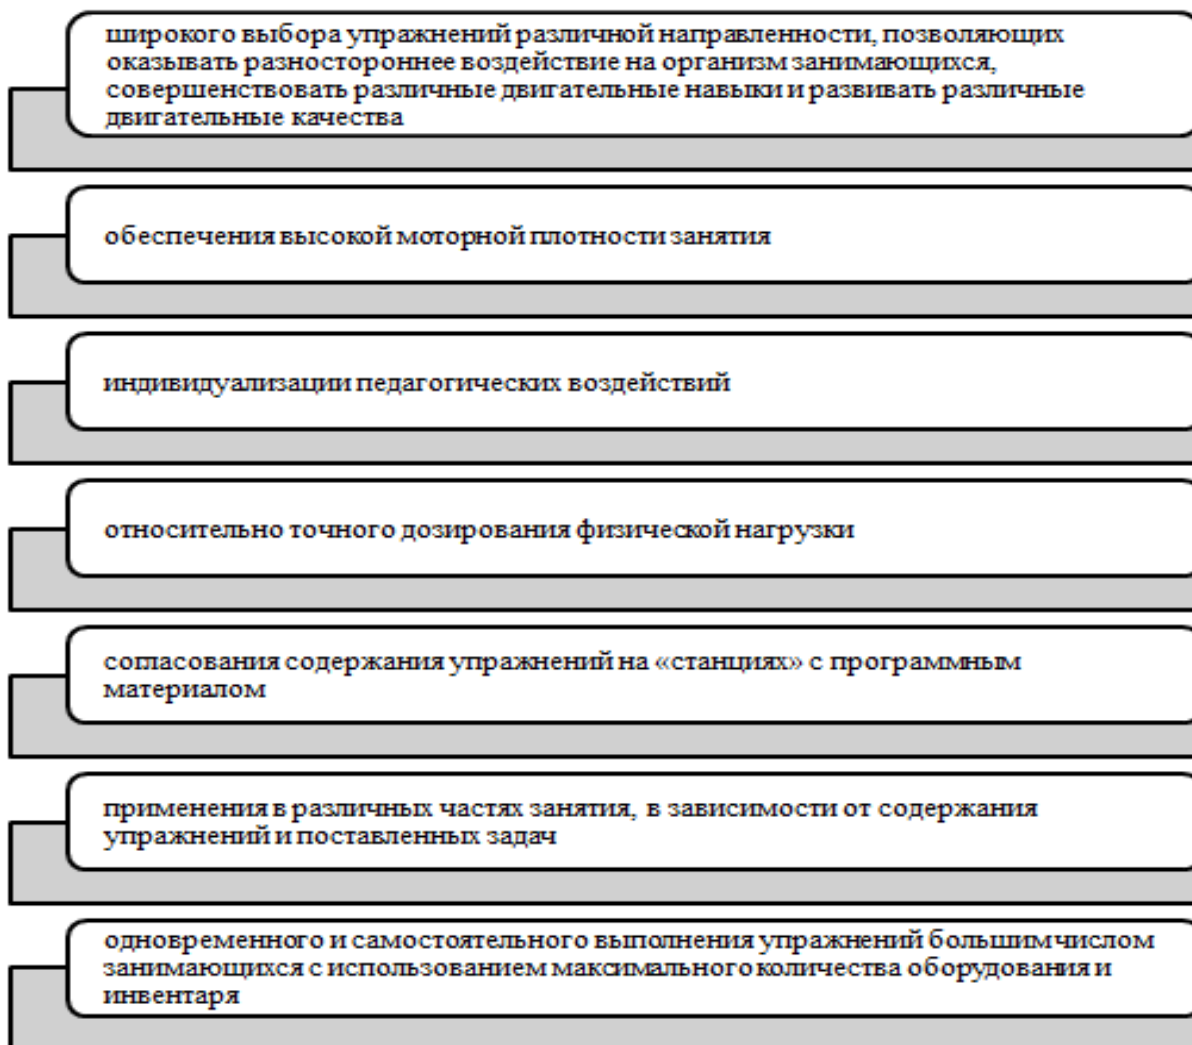 широкого выбора упражнений различной направленности, позволяющих
оказывать разностороннее воздействие на организм занимающихся,
совершенствовать различные двигательные навыки и развивать различные
двигательные качества
обеспечения высокой моторной плотности занятия
индивидуализации педагогических воздействий
относительно точного дозирования физической нагрузки
согласования содержания упражнений на «станциях» с программным
материалом
применения в различных частях занятия, в зависимости от содержания
упражнений и поставленных задач
одновременного и самостоятельного выполнения упражнений большим числом
занимающихся с использованием максимального количества оборудования и
инвентаря